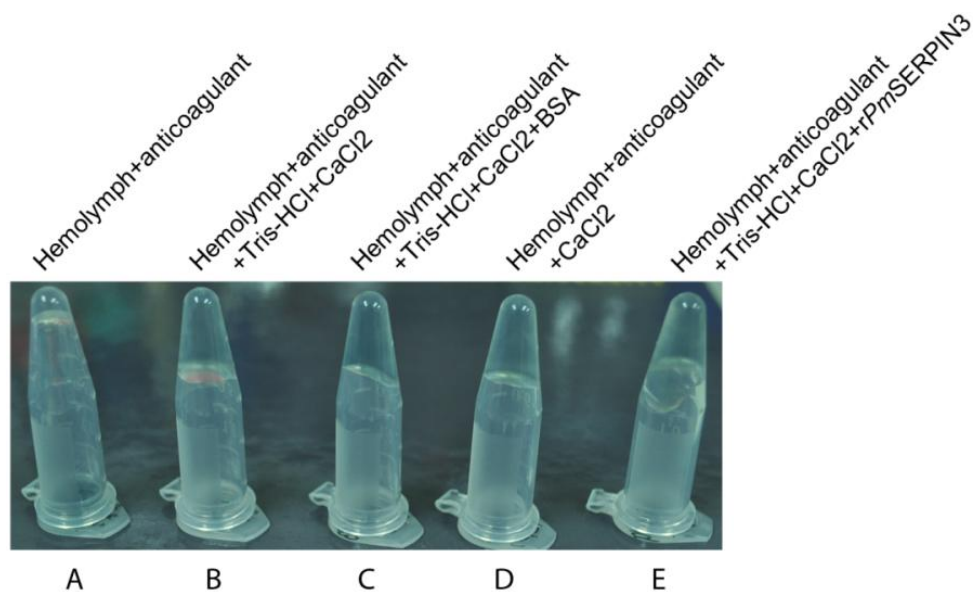 Hemolymph+anticoagulant
Hemolymph+anticoagulant
+Tris-HCl+CaCl2
Hemolymph+anticoagulant
+Tris-HCl+CaCl2+BSA
Hemolymph+anticoagulant
+CaCl2
Hemolymph+anticoagulant
+Tris-HCl+CaCl2+rPmSERPIN3
A
B
C
D
E